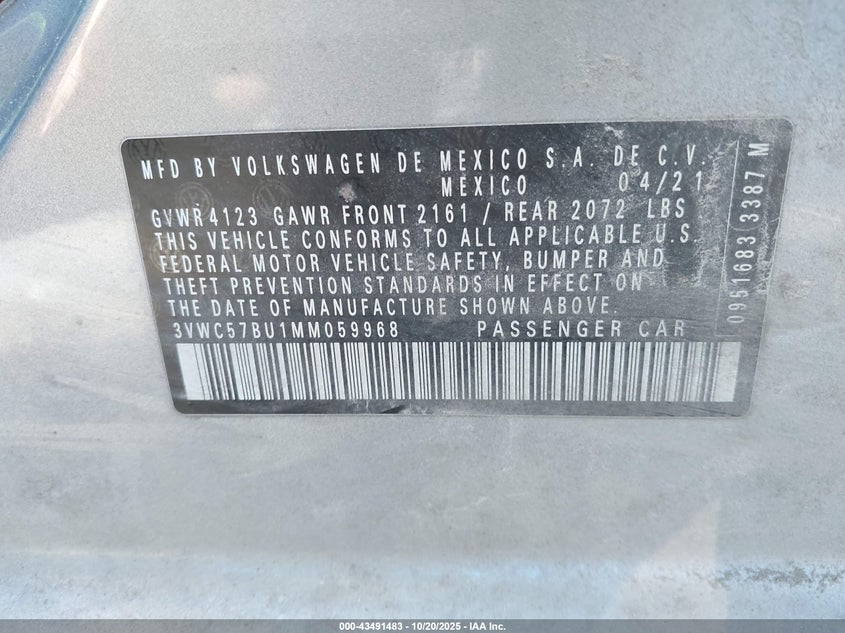 MFD BY VOLKSWAGEN DE MEXICO S.A. DE C.V.
MEXICO 04/21
GVWR 4123 GAWR FRONT 2161 / REAR 2072 LBS
THIS VEHICLE CONFORMS TO ALL APPLICABLE U.S.
FEDERAL MOTOR VEHICLE SAFETY, BUMPER AND
THEFT PREVENTION STANDARDS IN EFFECT ON
THE DATE OF MANUFACTURE SHOWN ABOVE.
3VWC57BU1MM059968 PASSENGER CAR
0951683 3387 M
000-43491483 - 10/20/2025 - IAA Inc.